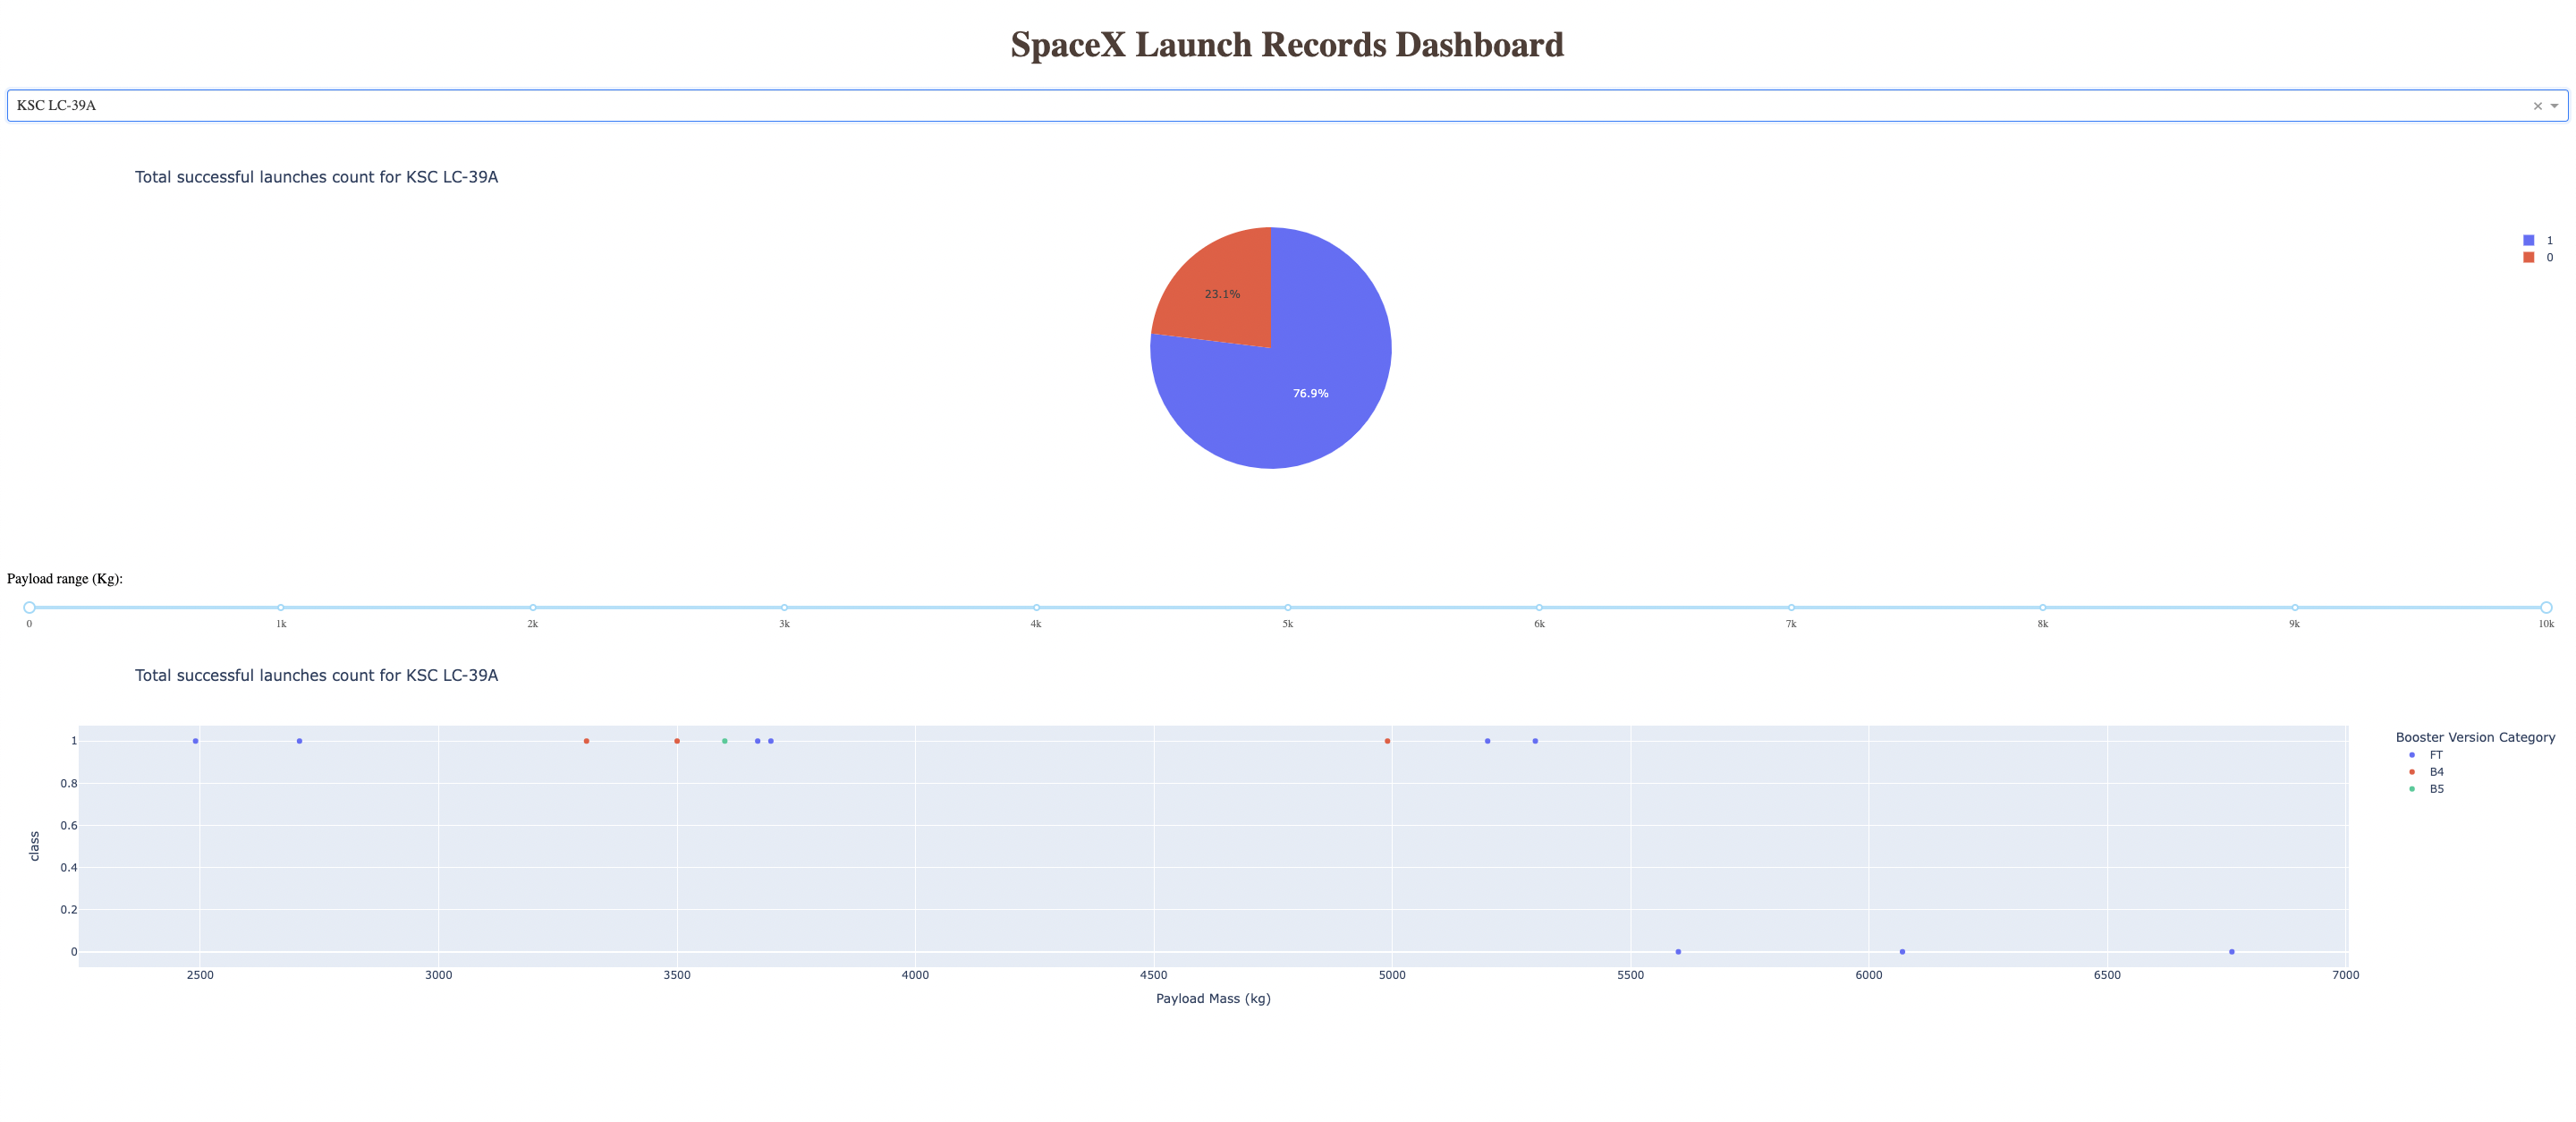 SpaceX Launch Records Dashboard
KSC LC-39A
Total successful launches count for KSC LC-39A
1
0
23.1%
76.9%
Payload range (Kg):
0 1k 2k 3k 4k 5k 6k 7k 8k 9k 10k
Total successful launches count for KSC LC-39A
Booster Version Category
FT
B4
B5
class
1
0.8
0.6
0.4
0.2
0
2500 3000 3500 4000 4500 5000 5500 6000 6500 7000
Payload Mass (kg)